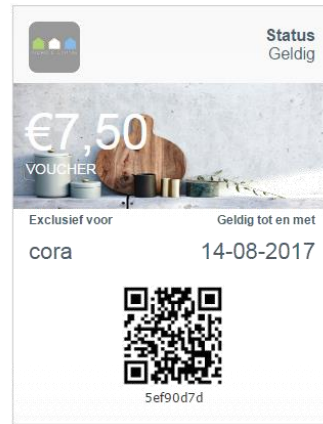 Status
Geldig
€7,50
VOUCHER
Exclusief voor
Geldig tot en met
cora
14-08-2017
5ef90d7d